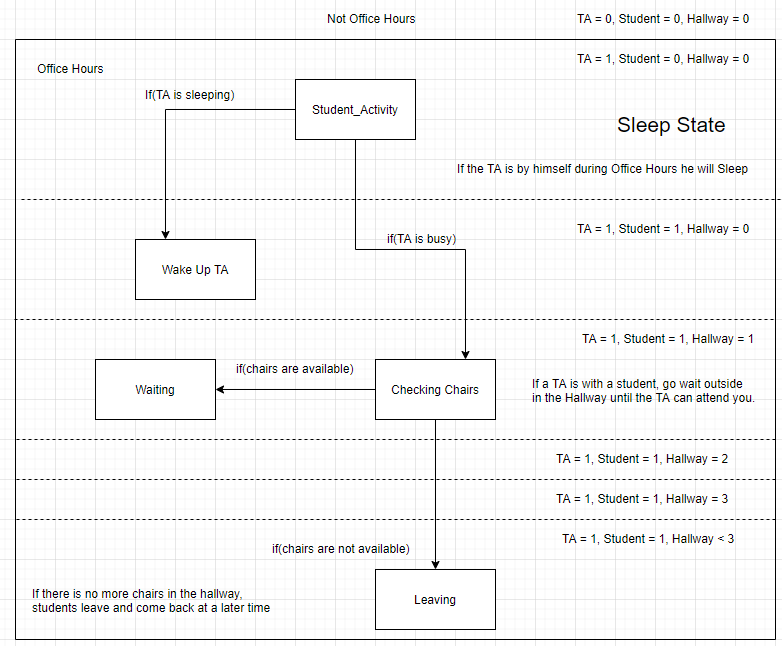 Not Office Hours
TA = 0, Student = 0, Hallway = 0
TA = 1, Student = 0, Hallway = 0
Office Hours
If(TA is sleeping)
Student_Activity
Sleep State
If the TA is by himself during Office Hours he will Sleep
TA = 1, Student = 1, Hallway = 0
if(TA is busy)
Wake Up TA
TA = 1, Student = 1, Hallway = 1
if(chairs are available)
Waiting
Checking Chairs
If a TA is with a student, go wait outside
in the Hallway until the TA can attend you.
TA = 1, Student = 1, Hallway = 2
TA = 1, Student = 1, Hallway = 3
TA = 1, Student = 1, Hallway < 3
if(chairs are not available)
If there is no more chairs in the hallway,
students leave and come back at a later time
Leaving